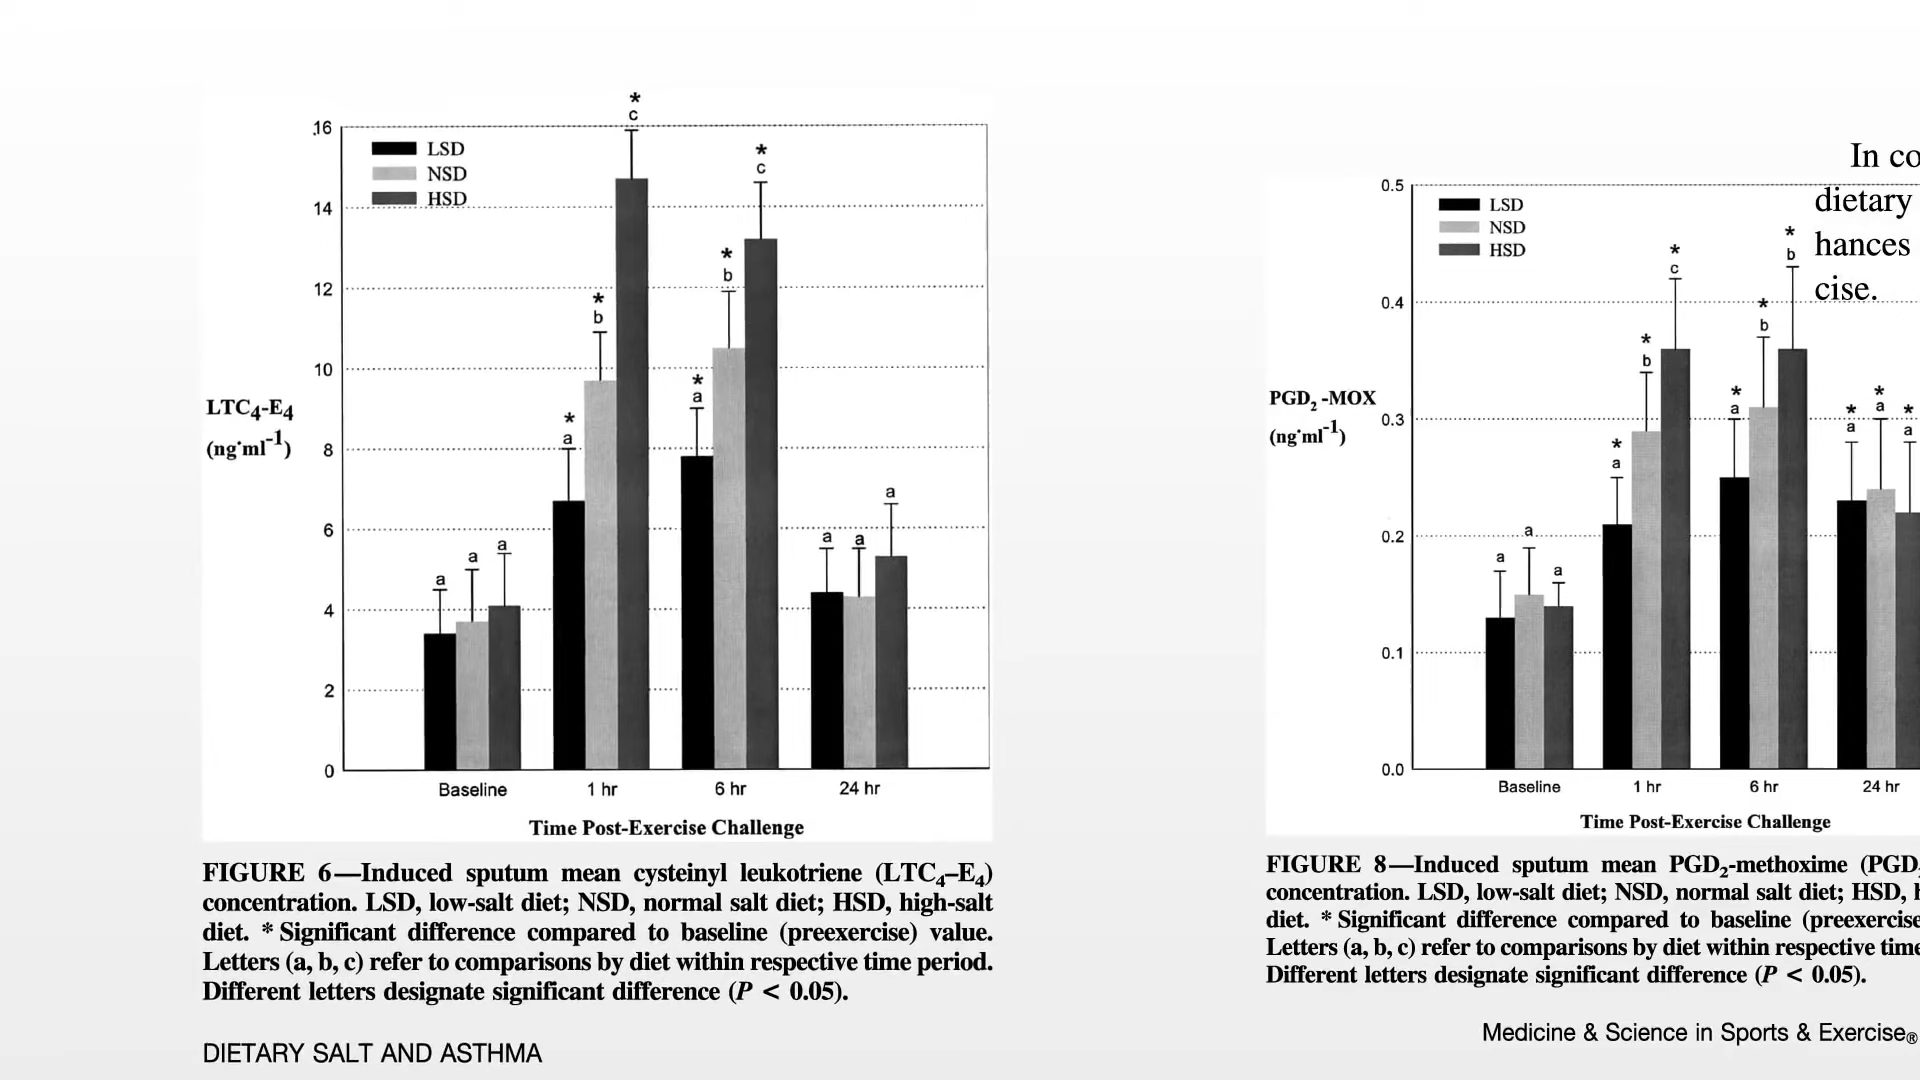 *
c
16
LSD
NSD
HSD
14
12
10
8
6
4
2
0
LTC4-E4
(ng·ml-1)
a
a
a
*
a
*
b
*
a
*
b
*
c
a
a
a
Baseline
1 hr
6 hr
24 hr
Time Post-Exercise Challenge
FIGURE 6—Induced sputum mean cysteinyl leukotriene (LTC4–E4)
concentration. LSD, low-salt diet; NSD, normal salt diet; HSD, high-salt
diet. * Significant difference compared to baseline (preexercise) value.
Letters (a, b, c) refer to comparisons by diet within respective time period.
Different letters designate significant difference (P < 0.05).
DIETARY SALT AND ASTHMA
In co
dietary
hances
cise.
0.5
LSD
NSD
HSD
0.4
0.3
0.2
0.1
0.0
PGD2 -MOX
(ng·ml-1)
a
a
a
*
a
*
b
*
c
*
a
*
b
*
b
*
a
*
a
*
a
Baseline
1 hr
6 hr
24 hr
Time Post-Exercise Challenge
FIGURE 8—Induced sputum mean PGD2-methoxime (PGD2
concentration. LSD, low-salt diet; NSD, normal salt diet; HSD, h
diet. * Significant difference compared to baseline (preexercise
Letters (a, b, c) refer to comparisons by diet within respective time
Different letters designate significant difference (P < 0.05).
Medicine & Science in Sports & Exercise®